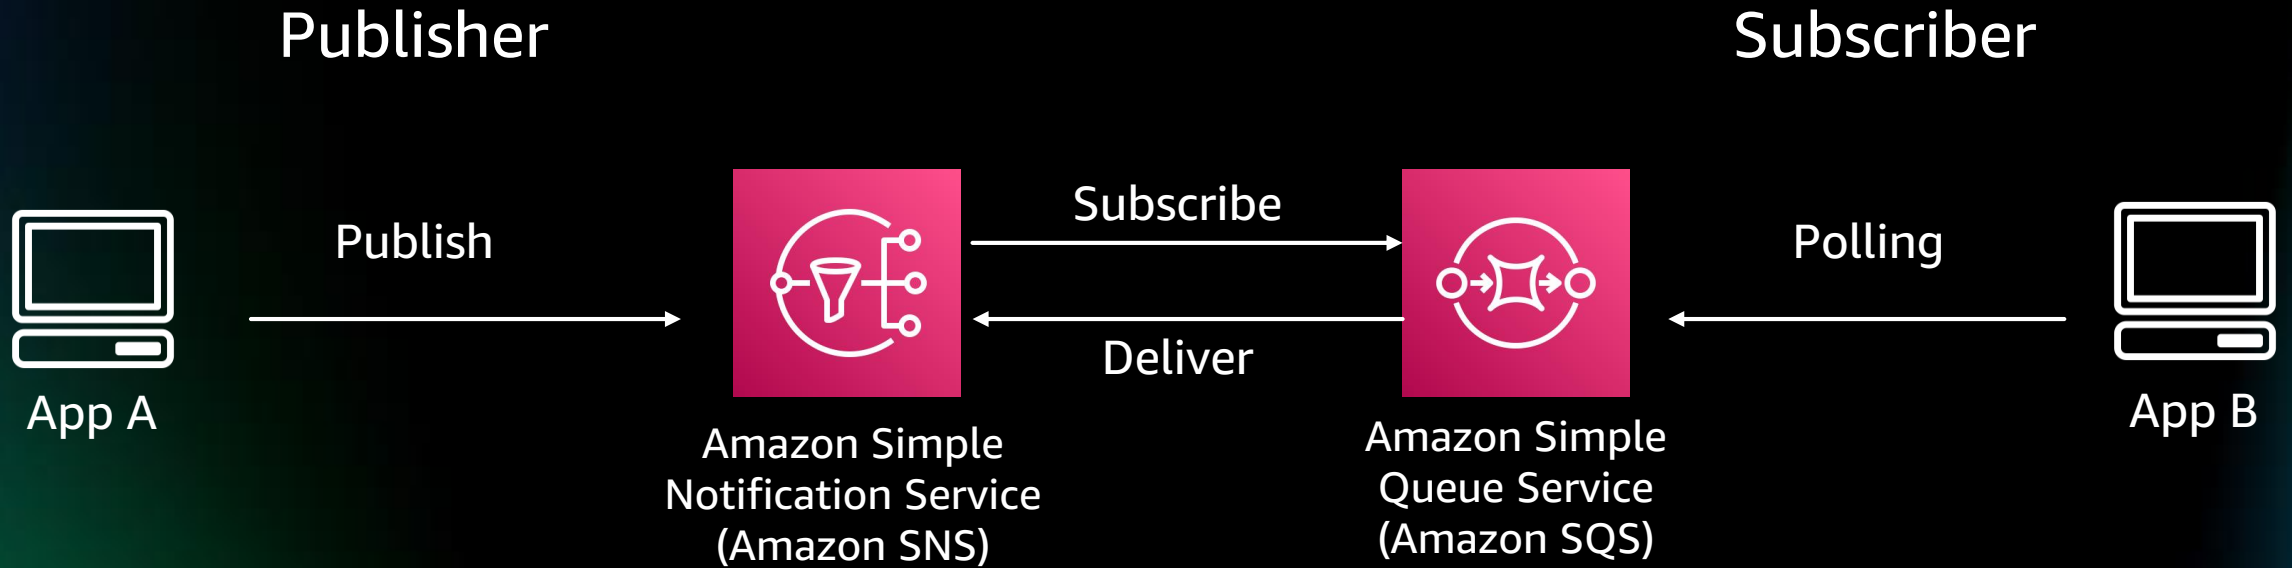 Publisher
Subscriber
Publish
Subscribe
Polling
Deliver
App A
Amazon Simple
Notification Service
(Amazon SNS)
Amazon Simple
Queue Service
(Amazon SQS)
App B